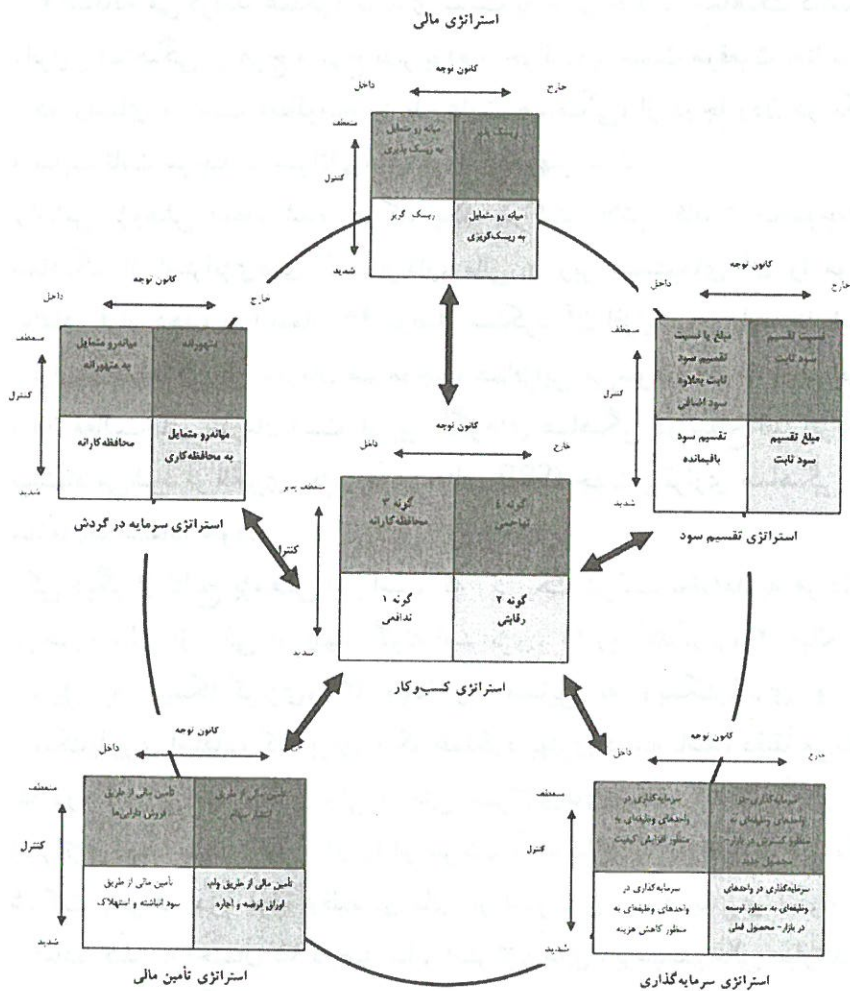 استراتژی مالی
کانون توجه
داخل
خارج
منعطف
کنترل
شدید
میانه رو متمایل
به ریسک پذیری
ریسک پذیر
ریسک گریز
میانه رو متمایل
به ریسک‌گریزی
کانون توجه
داخل
خارج
منعطف
کنترل
شدید
مبلغ یا نسبت
تقسیم سود
ثابت بعلاوه
سود اضافی
نسبت تقسیم
سود ثابت
تقسیم سود
باقیمانده
مبلغ تقسیم
سود ثابت
استراتژی تقسیم سود
کانون توجه
داخل
خارج
منعطف
کنترل
شدید
میانه‌رو متمایل
به متهورانه
متهورانه
محافظه‌کارانه
میانه‌رو متمایل
به محافظه‌کاری
استراتژی سرمایه در گردش
کانون توجه
داخل
خارج
منعطف پذیر
کنترل
شدید
گونه ۳
محافظه‌کارانه
گونه ٤
تهاجمی
گونه ۱
تدافعی
گونه ۲
رقابتی
استراتژی کسب‌وکار
کانون توجه
داخل
خارج
منعطف
کنترل
شدید
سرمایه‌گذاری در
واحدهای وظیفه‌ای به
منظور افزایش کیفیت
سرمایه‌گذاری در
واحدهای وظیفه‌ای به
منظور گسترش در بازار-
محصول جدید
سرمایه‌گذاری در
واحدهای وظیفه‌ای به
منظور کاهش هزینه
سرمایه‌گذاری در واحدهای
وظیفه‌ای به منظور توسعه
در بازار- محصول فعلی
استراتژی سرمایه‌گذاری
کانون توجه
داخل
خارج
منعطف
کنترل
شدید
تأمین مالی از طریق
فروش دارایی‌ها
تأمین مالی از طریق
انتشار سهام
تأمین مالی از طریق
سود انباشته و استهلاک
تأمین مالی از طریق وام،
اوراق قرضه و اجاره
استراتژی تأمین مالی